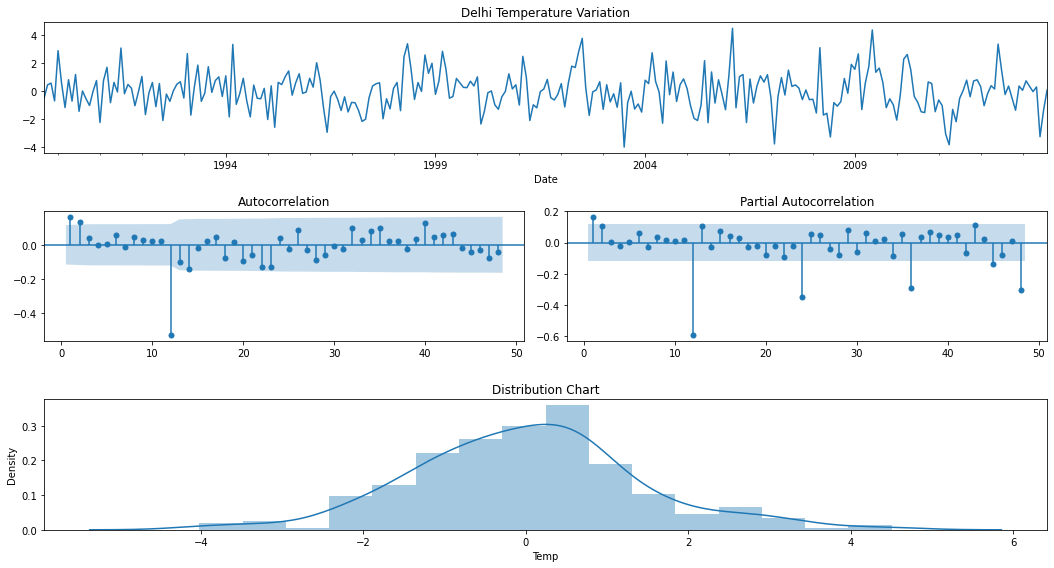 Delhi Temperature Variation
4
2
0
−2
−4
1994 1999 2004 2009
Date
Autocorrelation
0.0
−0.2
−0.4
0 10 20 30 40 50
Partial Autocorrelation
0.2
0.0
−0.2
−0.4
−0.6
0 10 20 30 40 50
Distribution Chart
Density
0.3
0.2
0.1
0.0
−4 −2 0 2 4 6
Temp